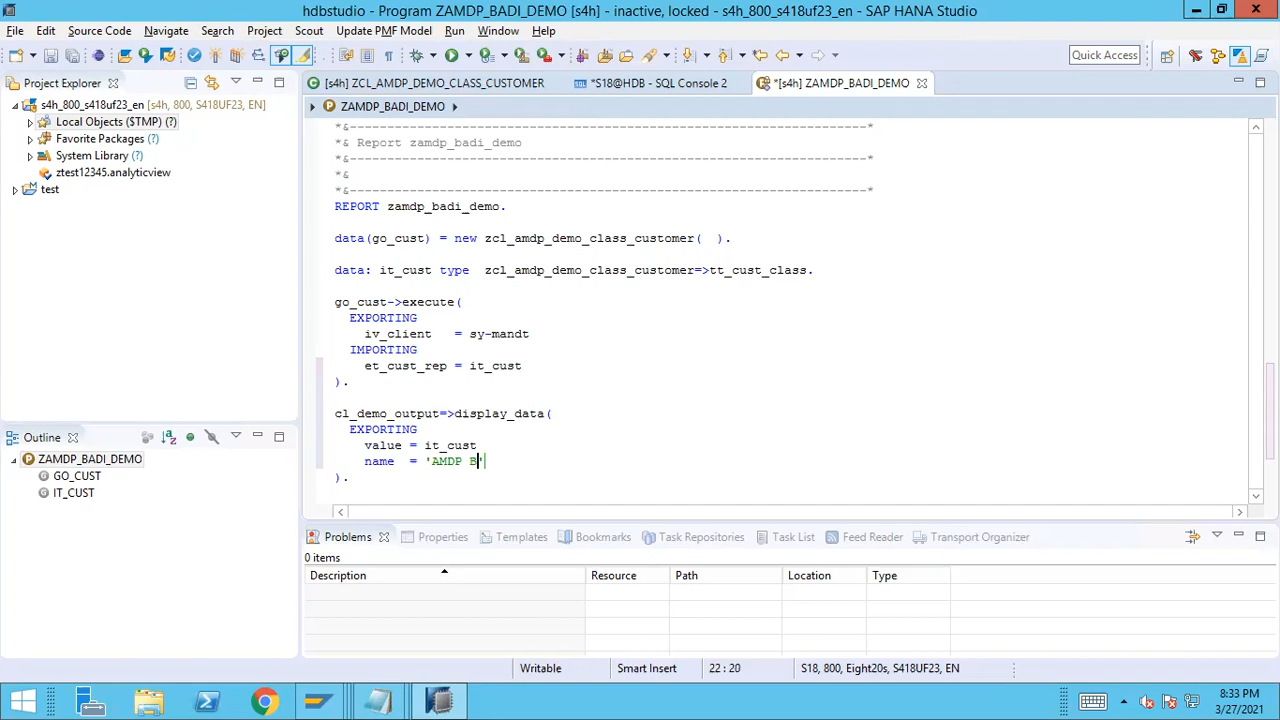 hdbstudio - Program ZAMDP_BADI_DEMO [s4h] - inactive, locked - s4h_800_s418uf23_en - SAP HANA Studio
File Edit Source Code Navigate Search Project Scout Update PMF Model Run Window Help
Quick Access
Project Explorer
[s4h] ZCL_AMDP_DEMO_CLASS_CUSTOMER
*S18@HDB - SQL Console 2
*[s4h] ZAMDP_BADI_DEMO
s4h_800_s418uf23_en [s4h, 800, S418UF23, EN]
Local Objects ($TMP) (?)
Favorite Packages (?)
System Library (?)
ztest12345.analyticview
test
ZAMDP_BADI_DEMO
*&---------------------------------------------------------------------*
*& Report zamdp_badi_demo
*&---------------------------------------------------------------------*
*&
*&---------------------------------------------------------------------*
REPORT zamdp_badi_demo.
data(go_cust) = new zcl_amdp_demo_class_customer(  ).
data: it_cust type  zcl_amdp_demo_class_customer=>tt_cust_class.
go_cust->execute(
  EXPORTING
    iv_client   = sy-mandt
  IMPORTING
    et_cust_rep = it_cust
).
cl_demo_output=>display_data(
  EXPORTING
    value = it_cust
    name  = 'AMDP B'
).
Outline
ZAMDP_BADI_DEMO
GO_CUST
IT_CUST
Problems Properties Templates Bookmarks Task Repositories Task List Feed Reader Transport Organizer
0 items
Description Resource Path Location Type
Writable Smart Insert 22 : 20 S18, 800, Eight20s, S418UF23, EN
8:33 PM
3/27/2021